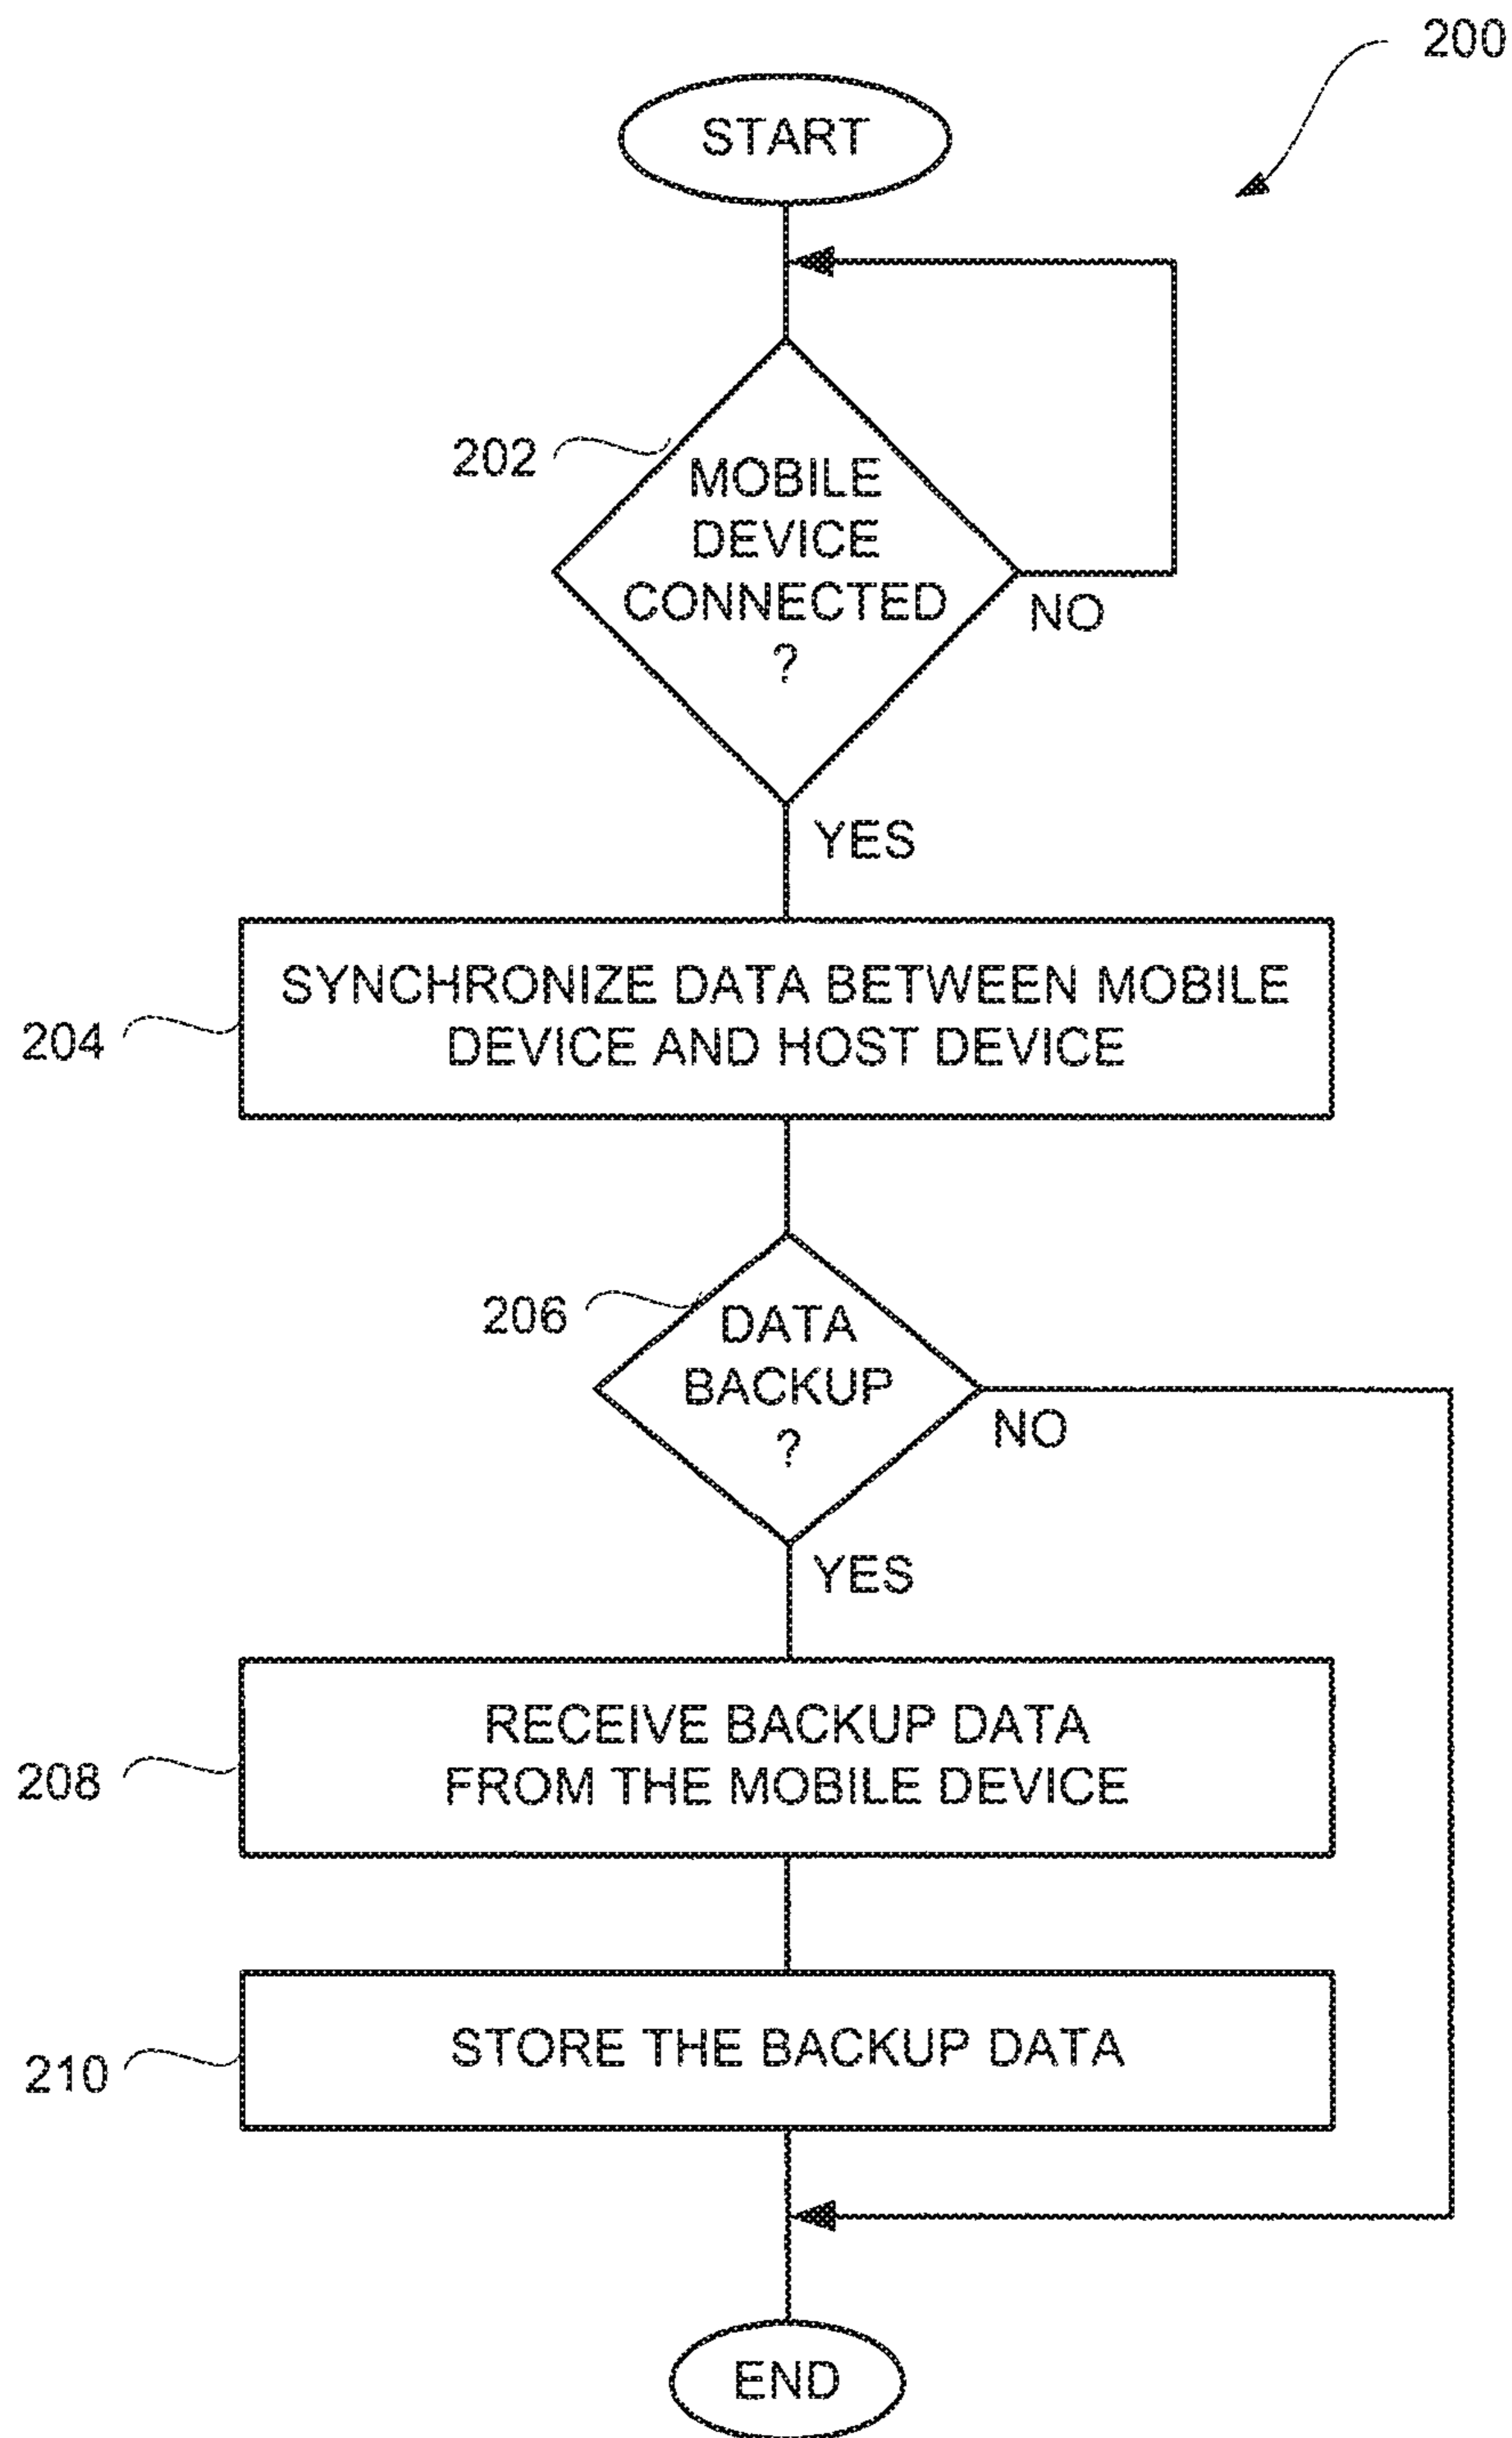 200
START
202
MOBILE
DEVICE
CONNECTED
?
NO
YES
204
SYNCHRONIZE DATA BETWEEN MOBILE
DEVICE AND HOST DEVICE
206
DATA
BACKUP
?
NO
YES
208
RECEIVE BACKUP DATA
FROM THE MOBILE DEVICE
210
STORE THE BACKUP DATA
END